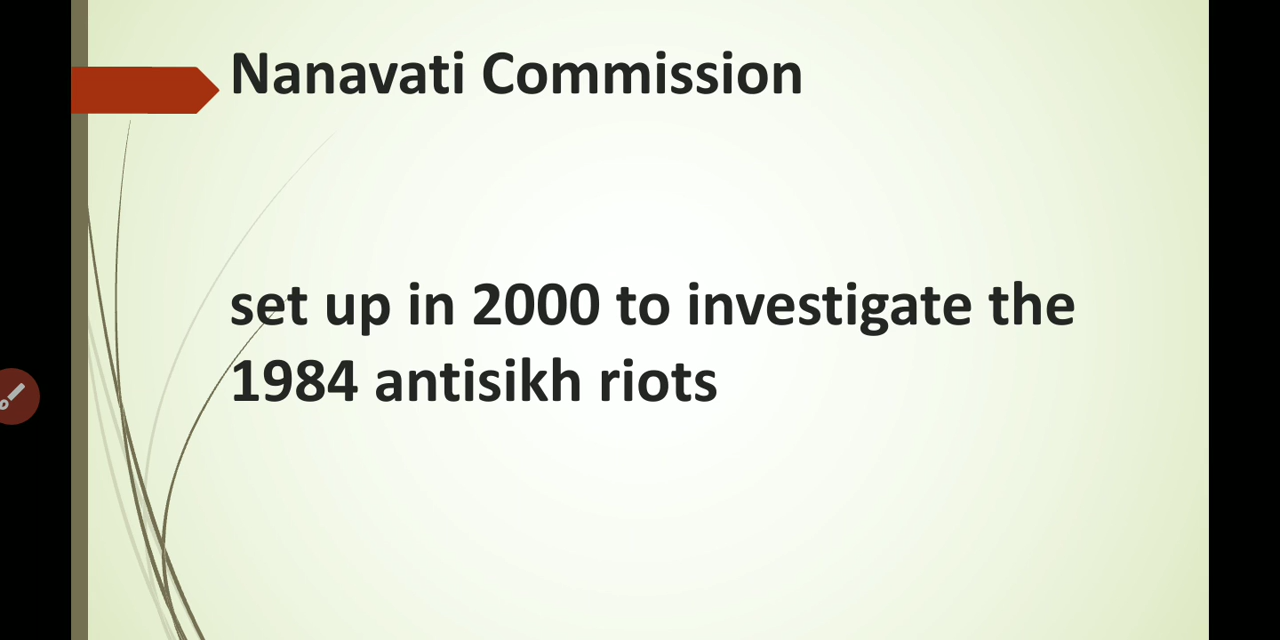 Nanavati Commission
set up in 2000 to investigate the
1984 antisikh riots